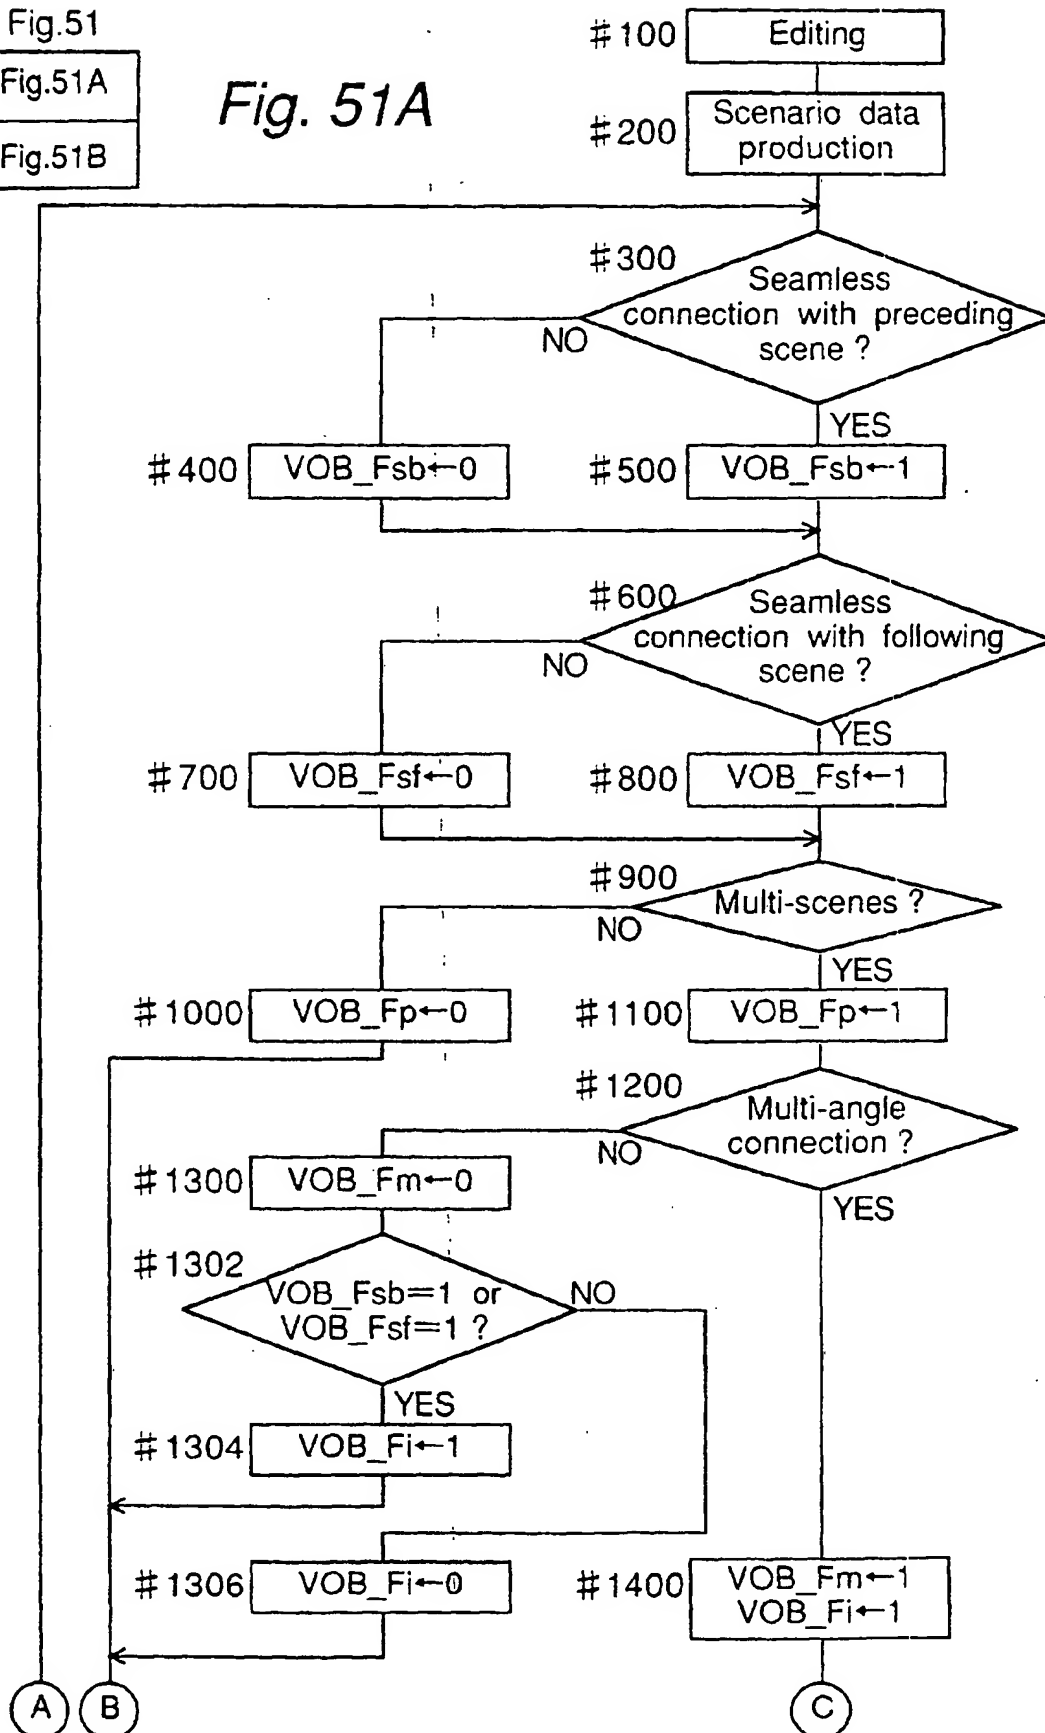 Fig.51
Fig.51A
Fig.51B
Fig. 51A
#100
Editing
#200
Scenario data
production
#300
Seamless
connection with preceding
scene ?
NO
YES
#400
VOB_Fsb←0
#500
VOB_Fsb←1
#600
Seamless
connection with following
scene ?
NO
YES
#700
VOB_Fsf←0
#800
VOB_Fsf←1
#900
Multi-scenes ?
NO
YES
#1000
VOB_Fp←0
#1100
VOB_Fp←1
#1200
Multi-angle
connection ?
NO
YES
#1300
VOB_Fm←0
#1302
VOB_Fsb=1 or
VOB_Fsf=1 ?
NO
YES
#1304
VOB_Fi←1
#1306
VOB_Fi←0
#1400
VOB_Fm←1
VOB_Fi←1
A
B
C